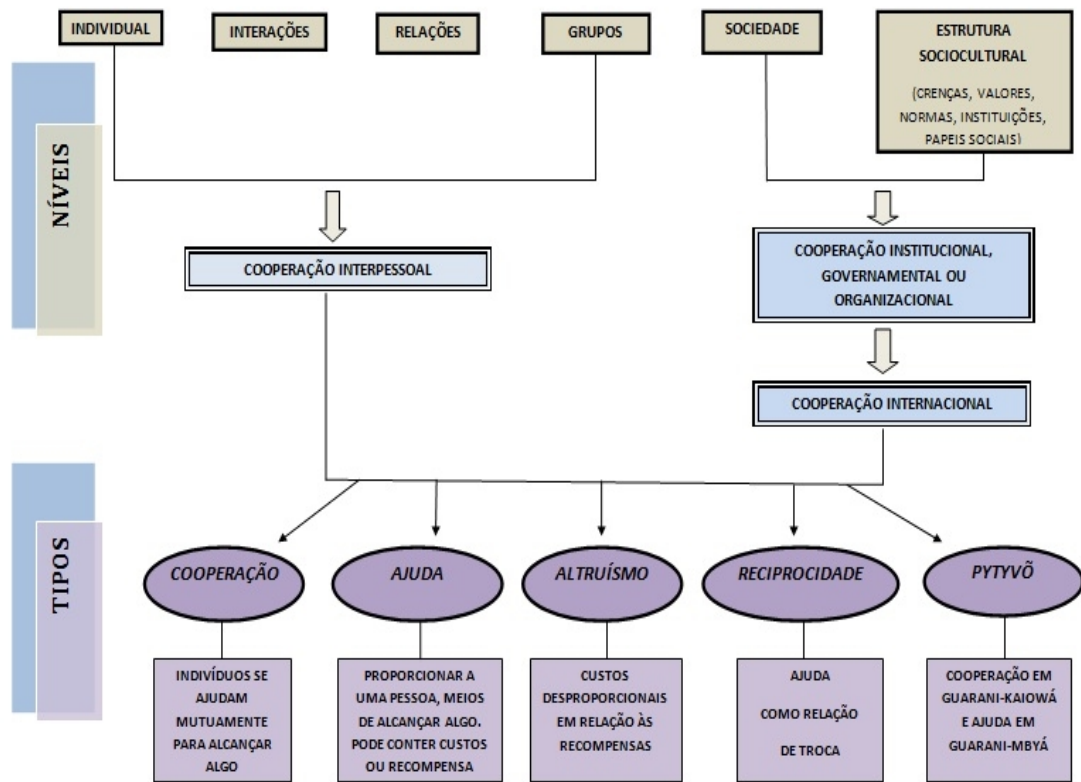 INDIVIDUAL
INTERAÇÕES
RELAÇÕES
GRUPOS
SOCIEDADE
ESTRUTURA
SOCIOCULTURAL
(CRENÇAS, VALORES,
NORMAS, INSTITUIÇÕES,
PAPEIS SOCIAIS)
NÍVEIS
COOPERAÇÃO INTERPESSOAL
COOPERAÇÃO INSTITUCIONAL,
GOVERNAMENTAL OU
ORGANIZACIONAL
COOPERAÇÃO INTERNACIONAL
TIPOS
COOPERAÇÃO
AJUDA
ALTRUÍSMO
RECIPROCIDADE
PYTYVÕ
INDIVÍDUOS SE
AJUDAM
MUTUAMENTE
PARA ALCANÇAR
ALGO
PROPORCIONAR A
UMA PESSOA, MEIOS
DE ALCANÇAR ALGO.
PODE CONTER CUSTOS
OU RECOMPENSA
CUSTOS
DESPROPORCIONAIS
EM RELAÇÃO ÀS
RECOMPENSAS
AJUDA
COMO RELAÇÃO
DE TROCA
COOPERAÇÃO EM
GUARANI-KAIOWÁ
E AJUDA EM
GUARANI-MBYÁ